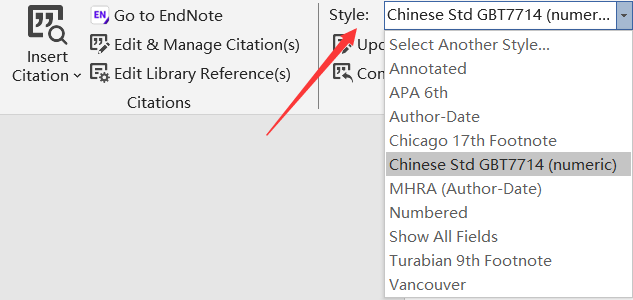 EN Go to EndNote
Insert Citation
Edit & Manage Citation(s)
Edit Library Reference(s)
Citations
Style: Chinese Std GBT7714 (numer...
Upd
Con
Select Another Style...
Annotated
APA 6th
Author-Date
Chicago 17th Footnote
Chinese Std GBT7714 (numeric)
MHRA (Author-Date)
Numbered
Show All Fields
Turabian 9th Footnote
Vancouver